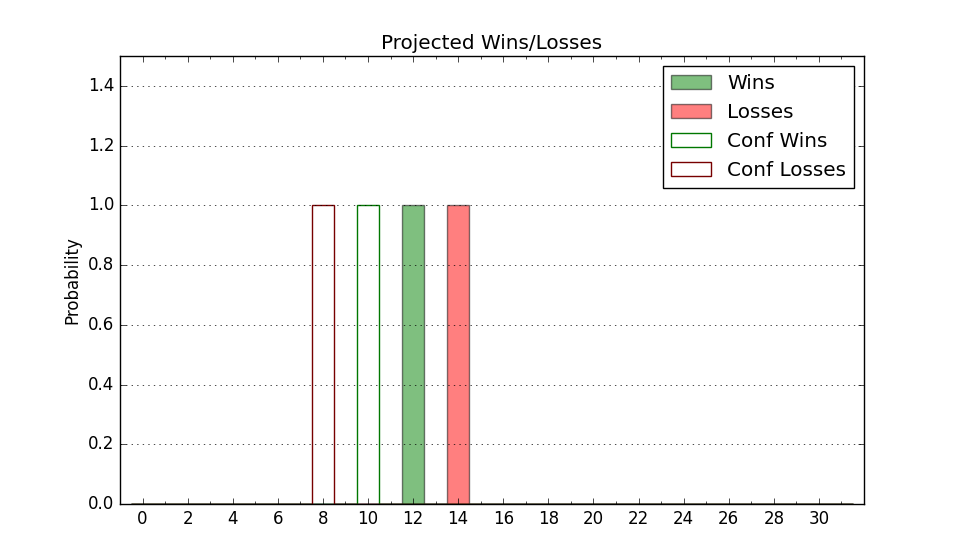 Projected Wins/Losses
1.4
1.2
1.0
0.8
0.6
0.4
0.2
0.0
Probability
Wins
Losses
Conf Wins
Conf Losses
0 2 4 6 8 10 12 14 16 18 20 22 24 26 28 30